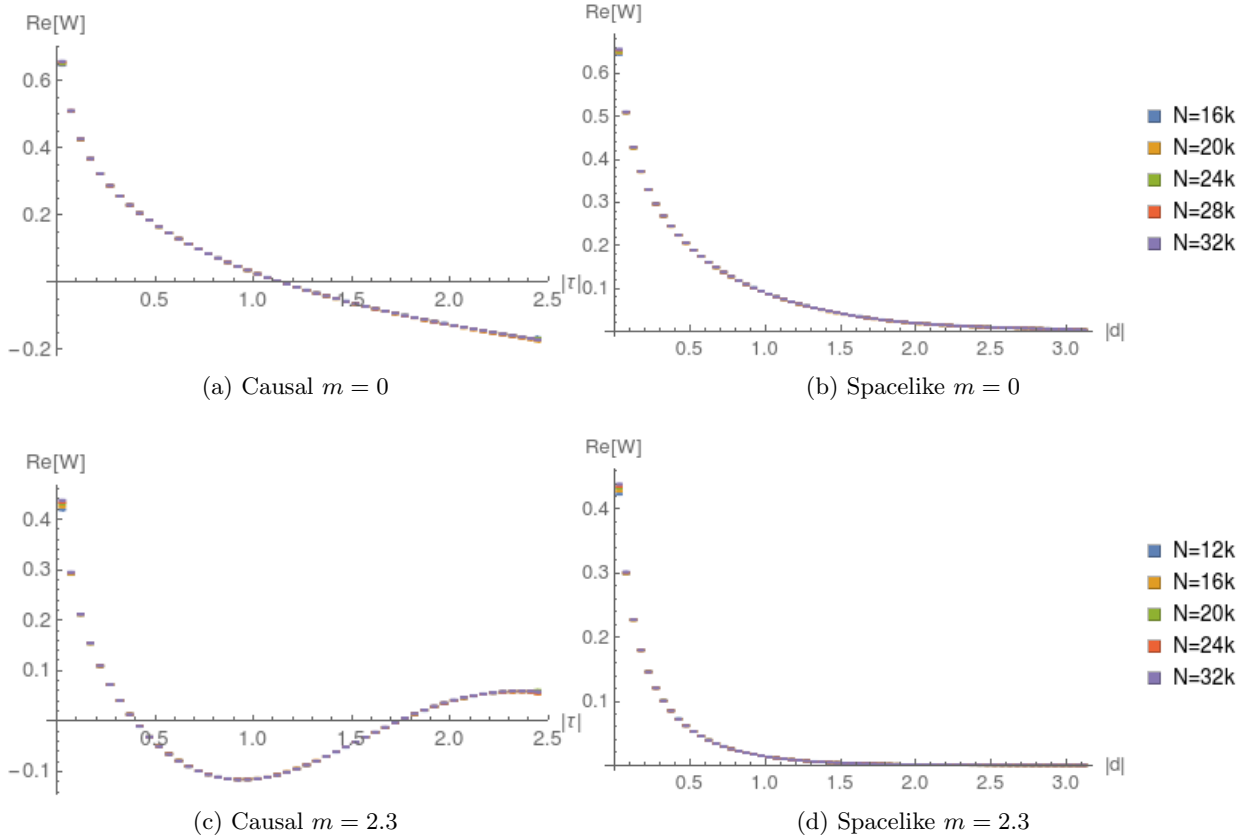 Re[W]
0.6
0.4
0.2
−0.2
0.5
1.0
1.5
2.0
2.5
|τ|
(a) Causal m = 0
Re[W]
0.6
0.5
0.4
0.3
0.2
0.1
0.5
1.0
1.5
2.0
2.5
3.0
|d|
(b) Spacelike m = 0
N=16k
N=20k
N=24k
N=28k
N=32k
Re[W]
0.4
0.3
0.2
0.1
−0.1
0.5
1.0
1.5
2.0
2.5
|τ|
(c) Causal m = 2.3
Re[W]
0.4
0.3
0.2
0.1
0.5
1.0
1.5
2.0
2.5
3.0
|d|
(d) Spacelike m = 2.3
N=12k
N=16k
N=20k
N=24k
N=32k